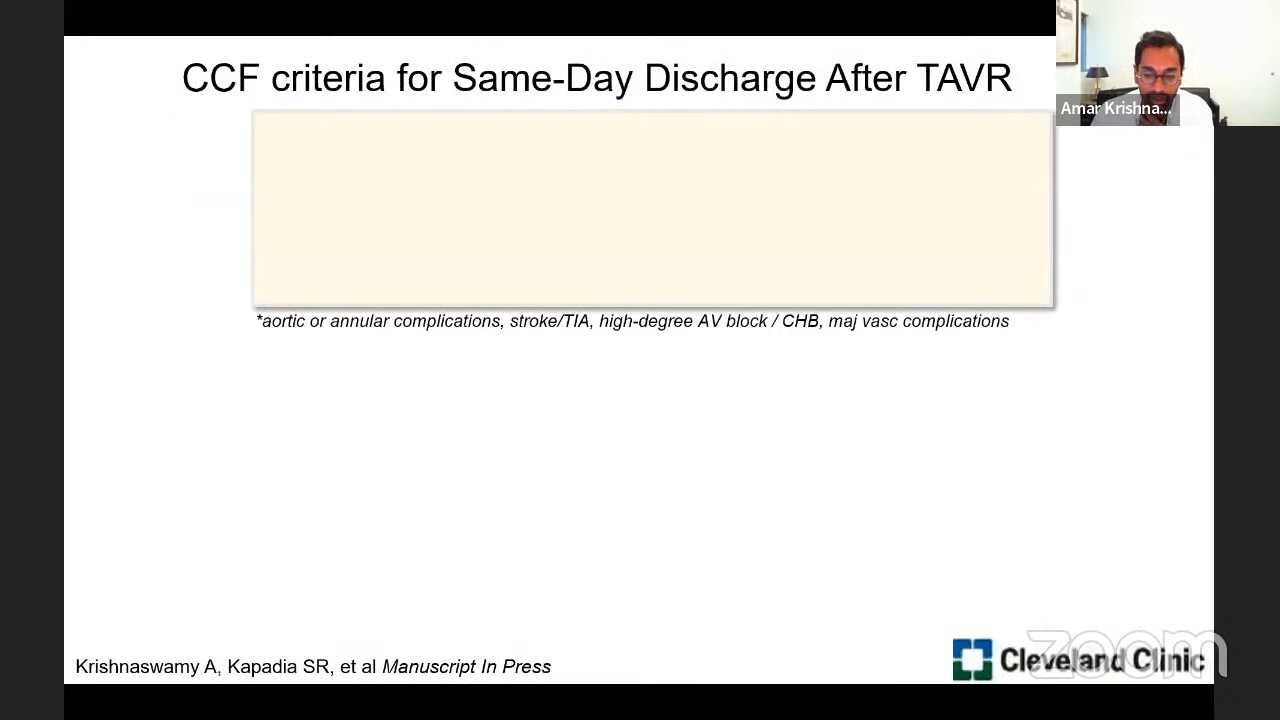 CCF criteria for Same-Day Discharge After TAVR
Amar Krishna...
*aortic or annular complications, stroke/TIA, high-degree AV block / CHB, maj vasc complications
Krishnaswamy A, Kapadia SR, et al Manuscript In Press
Cleveland Clinic
zoom